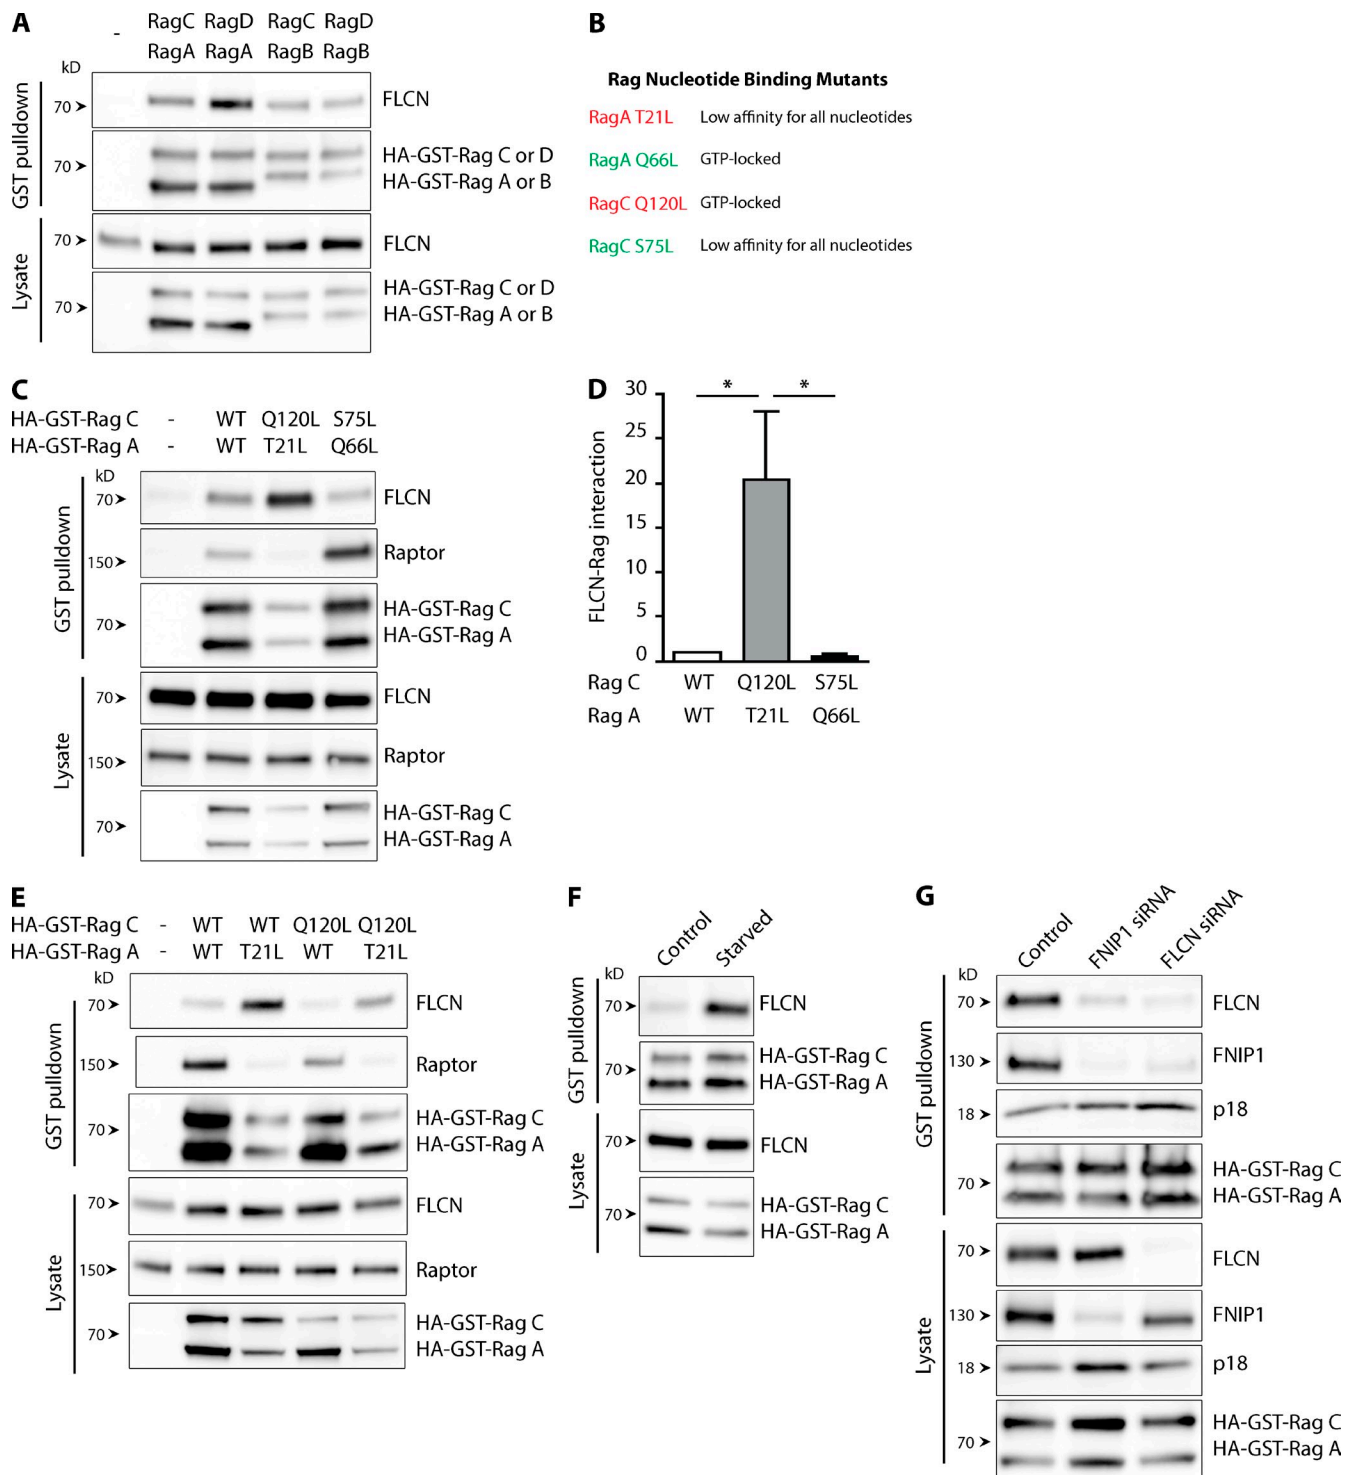 A
- RagC RagD RagC RagD
RagA RagA RagB RagB
kD
GST pulldown
70 FLCN
70 HA-GST-Rag C or D
HA-GST-Rag A or B
Lysate
70 FLCN
70 HA-GST-Rag C or D
HA-GST-Rag A or B
B
Rag Nucleotide Binding Mutants
RagA T21L Low affinity for all nucleotides
RagA Q66L GTP-locked
RagC Q120L GTP-locked
RagC S75L Low affinity for all nucleotides
C
HA-GST-Rag C - WT Q120L S75L
HA-GST-Rag A - WT T21L Q66L
kD
GST pulldown
70 FLCN
150 Raptor
70 HA-GST-Rag C
HA-GST-Rag A
Lysate
70 FLCN
150 Raptor
70 HA-GST-Rag C
HA-GST-Rag A
D
FLCN-Rag interaction
30
25
20
15
10
5
0
* *
Rag C WT Q120L S75L
Rag A WT T21L Q66L
E
HA-GST-Rag C - WT WT Q120L Q120L
HA-GST-Rag A - WT T21L WT T21L
kD
GST pulldown
70 FLCN
150 Raptor
70 HA-GST-Rag C
HA-GST-Rag A
Lysate
70 FLCN
150 Raptor
70 HA-GST-Rag C
HA-GST-Rag A
F
Control Starved
kD
GST pulldown
70 FLCN
70 HA-GST-Rag C
HA-GST-Rag A
Lysate
70 FLCN
70 HA-GST-Rag C
HA-GST-Rag A
G
Control FNIP1 siRNA FLCN siRNA
kD
GST pulldown
70 FLCN
130 FNIP1
18 p18
70 HA-GST-Rag C
HA-GST-Rag A
Lysate
70 FLCN
130 FNIP1
18 p18
70 HA-GST-Rag C
HA-GST-Rag A